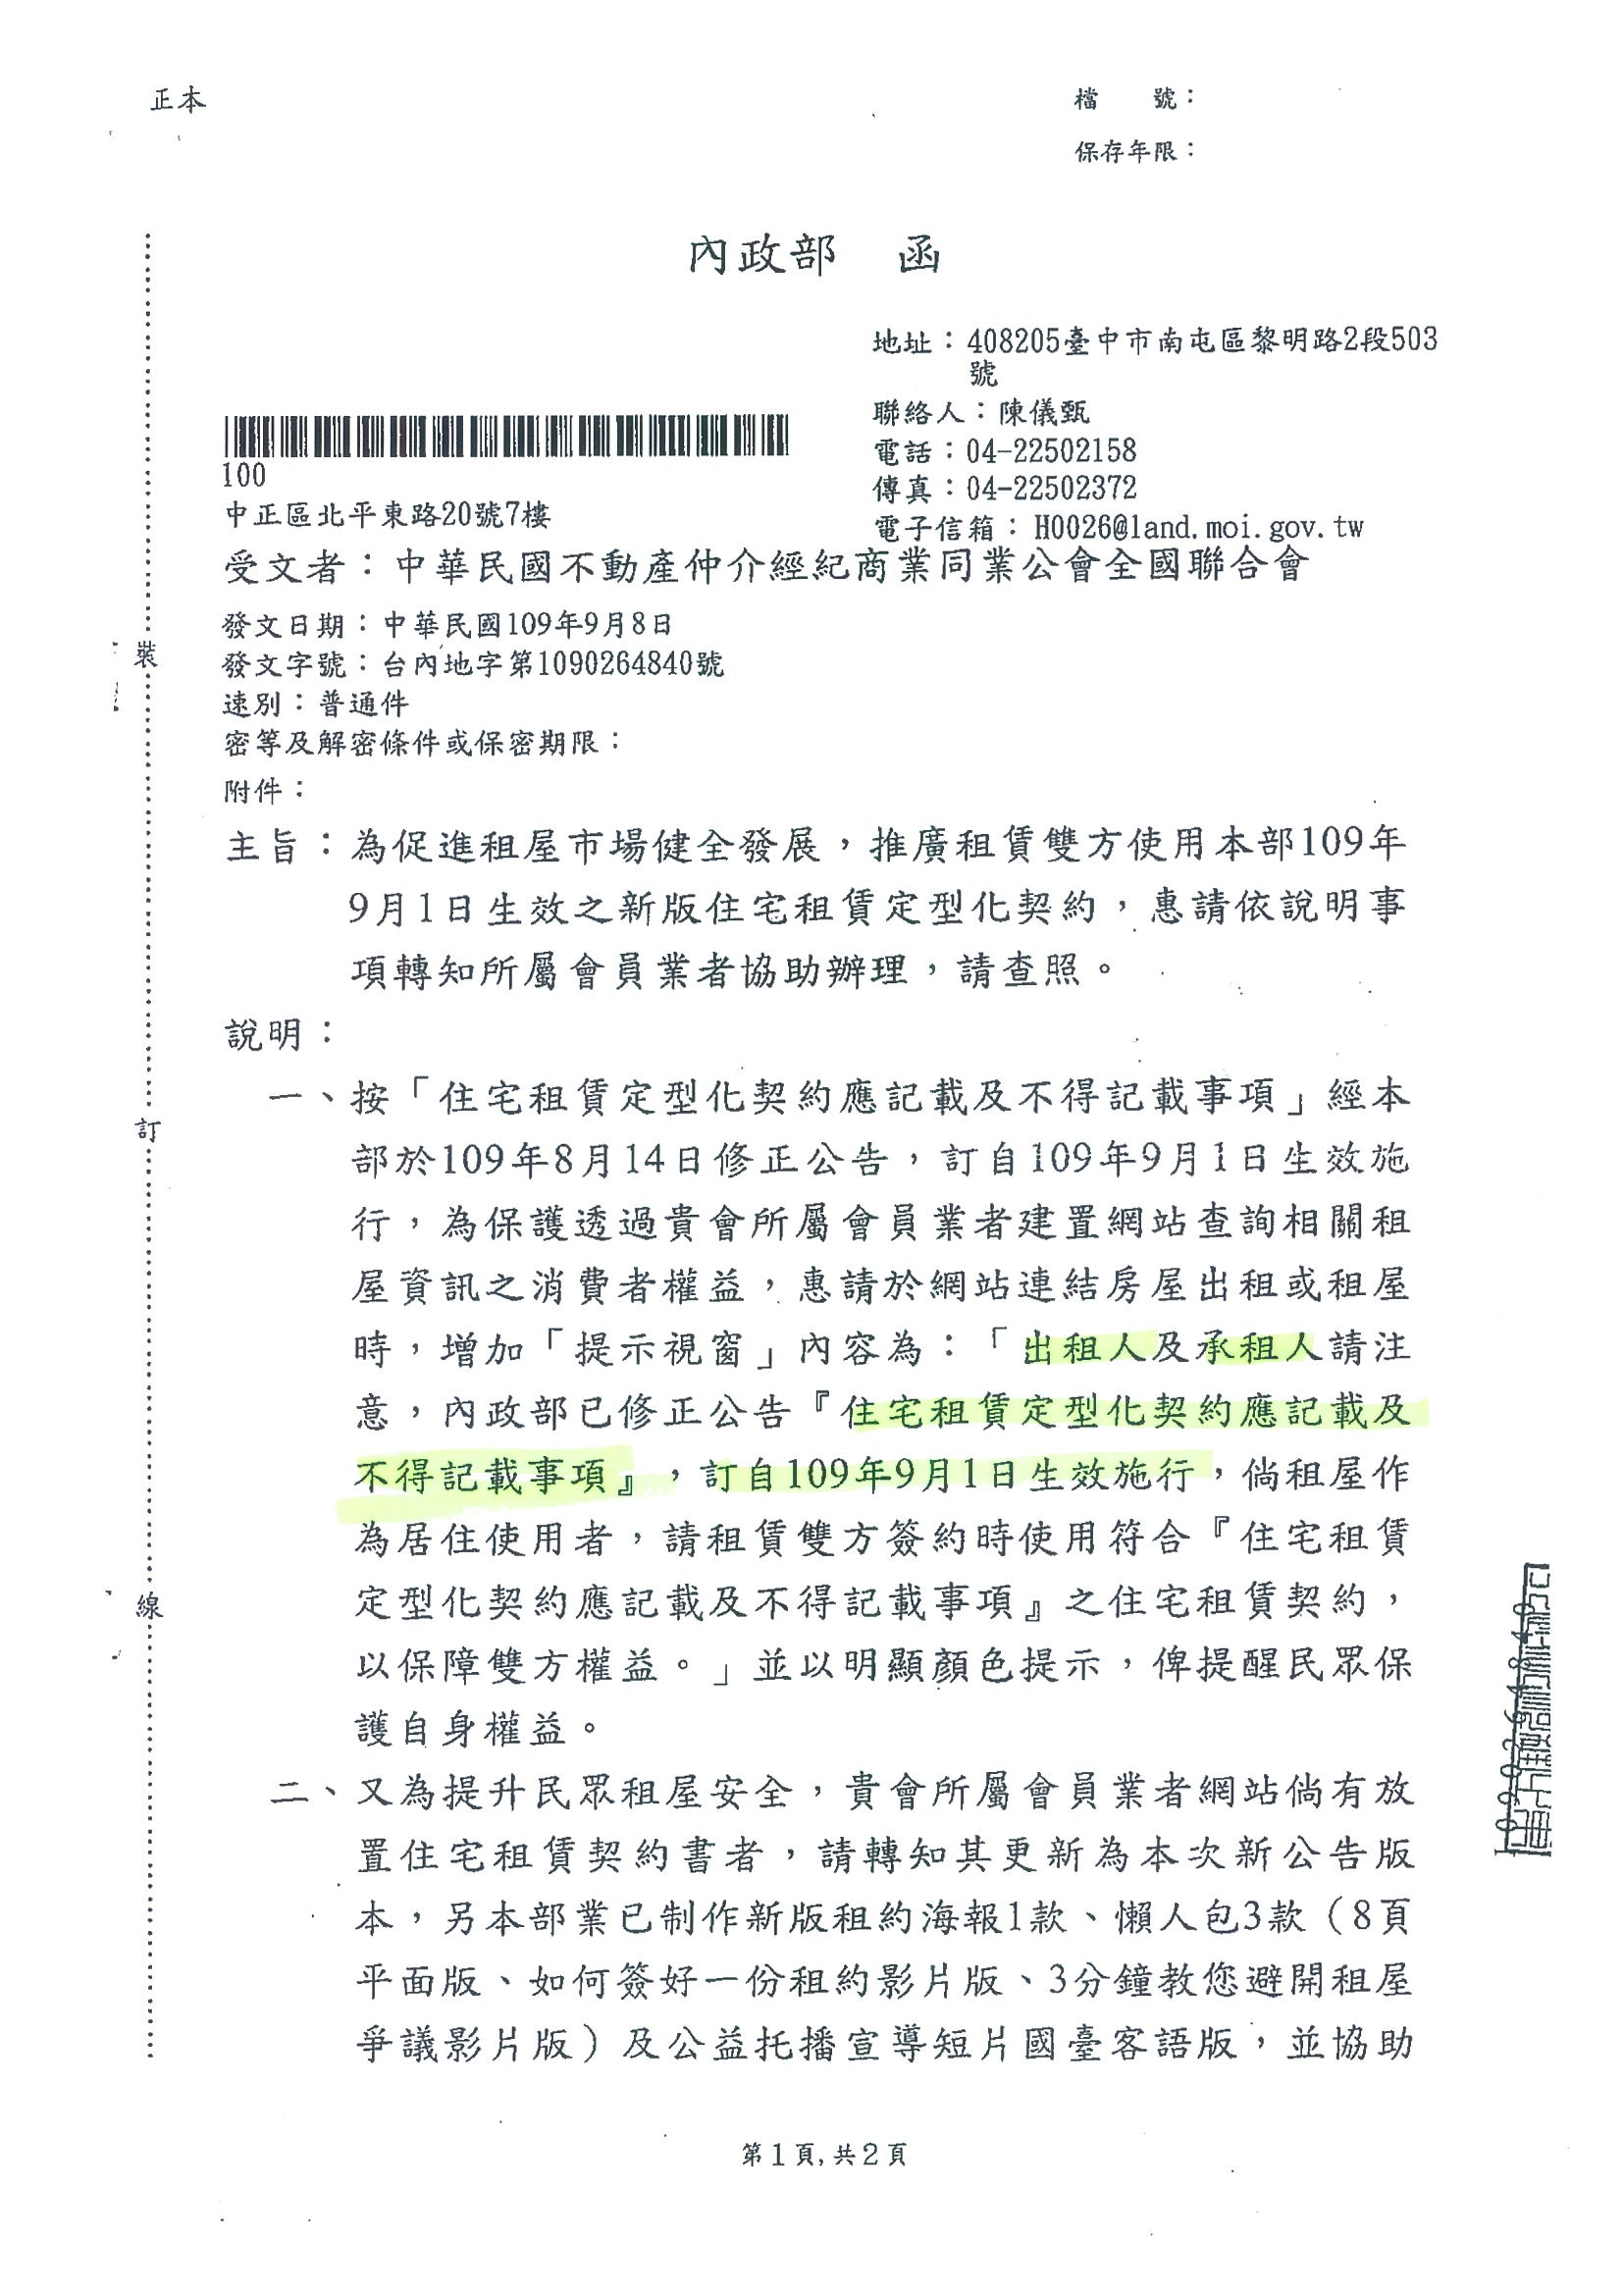 正本
檔　　號：
保存年限：
內政部　函
地址：408205臺中市南屯區黎明路2段503
號
聯絡人：陳儀甄
電話：04-22502158
傳真：04-22502372
電子信箱：H0026@land.moi.gov.tw
100
中正區北平東路20號7樓
受文者：中華民國不動產仲介經紀商業同業公會全國聯合會
發文日期：中華民國109年9月8日
發文字號：台內地字第1090264840號
速別：普通件
密等及解密條件或保密期限：
附件：
主旨：為促進租屋市場健全發展，推廣租賃雙方使用本部109年
9月1日生效之新版住宅租賃定型化契約，惠請依說明事
項轉知所屬會員業者協助辦理，請查照。
說明：
一、按「住宅租賃定型化契約應記載及不得記載事項」經本
部於109年8月14日修正公告，訂自109年9月1日生效施
行，為保護透過貴會所屬會員業者建置網站查詢相關租
屋資訊之消費者權益，惠請於網站連結房屋出租或租屋
時，增加「提示視窗」內容為：「出租人及承租人請注
意，內政部已修正公告『住宅租賃定型化契約應記載及
不得記載事項』，訂自109年9月1日生效施行，倘租屋作
為居住使用者，請租賃雙方簽約時使用符合『住宅租賃
定型化契約應記載及不得記載事項』之住宅租賃契約，
以保障雙方權益。」並以明顯顏色提示，俾提醒民眾保
護自身權益。
二、又為提升民眾租屋安全，貴會所屬會員業者網站倘有放
置住宅租賃契約書者，請轉知其更新為本次新公告版
本，另本部業已制作新版租約海報1款、懶人包3款（8頁
平面版、如何簽好一份租約影片版、3分鐘教您避開租屋
爭議影片版）及公益托播宣導短片國臺客語版，並協助
裝
訂
線
第1頁,共2頁